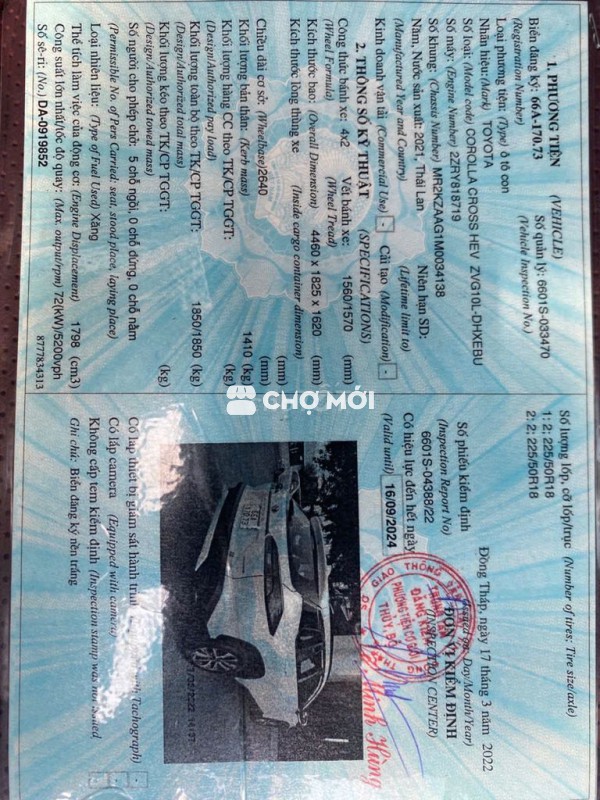 1. PHƯƠNG TIỆN (VEHICLE)
Biển đăng ký: 66A-170.73 Số quản lý: 6601S-033470
(Registration Number) (Vehicle Inspection No.)
Loại phương tiện: (Type) ô tô con
Nhãn hiệu: (Mark) TOYOTA
Số loại: (Model code) COROLLA CROSS HEV ZVG10L-DHXEBU
Số máy: (Engine Number) 2ZRY818719
Số khung: (Chassis Number) MR2KZAAG1M0034138
Năm, Nước sản xuất: 2021, Thái Lan Niên hạn SD:
(Manufactured Year and Country) (Lifetime limit to)
Kinh doanh vận tải (Commercial Use) - Cải tạo (Modification) -
2. THÔNG SỐ KỸ THUẬT (SPECIFICATIONS)
Công thức bánh xe: 4x2 Vết bánh xe: 1560/1570 (mm)
(Wheel Formula) (Wheel Tread)
Kích thước bao: (Overall Dimension) 4460 x 1825 x 1620 (mm)
Kích thước lòng thùng xe (Inside cargo container dimension)
(mm)
Chiều dài cơ sở: (Wheelbase) 2640 (mm)
Khối lượng bản thân: (Kerb mass) 1410 (kg)
Khối lượng hàng CC theo TK/CP TGGT: (kg)
(Design/Authorized pay load)
Khối lượng toàn bộ theo TK/CP TGGT: 1850/1850 (kg)
(Design/Authorized total mass)
Khối lượng kéo theo TK/CP TGGT: (kg)
(Design/Authorized towed mass)
Số người cho phép chở: 5 chỗ ngồi, 0 chỗ đứng, 0 chỗ nằm
(Permissible No. of Pers Carried: seat, stood place, laying place)
Loại nhiên liệu: (Type of Fuel Used) Xăng
Thể tích làm việc của động cơ: (Engine Displacement) 1798 (cm3)
Công suất lớn nhất/tốc độ quay: (Max. output/rpm) 72(kW)/5200vph
Số sê-ri: (No.) DA-0919852 8777834313
Số lượng lốp, cỡ lốp/trục (Number of tires; Tire size/axle)
1: 2; 225/50R18
2: 2; 225/50R18
Số phiếu kiểm định
(Inspection Report No)
6601S-04388/22
Có hiệu lực đến hết ngày
(Valid until) 16/09/2024
Đồng Tháp, ngày 17 tháng 3 năm 2022
Day/Month/Year)
ĐƠN VỊ KIỂM ĐỊNH
(INSPECTION CENTER)
GIAO THÔNG
PHƯƠNG TIỆN CƠ GIỚI
THỦY, BỘ
Minh Hùng
Có lắp thiết bị giám sát hành trình Tachograph) -
Có lắp camera (Equipped with camera) -
Không cấp tem kiểm định (Inspection stamp was not issued -
Ghi chú: Biển đăng ký nền trắng
CHỢ MỚI